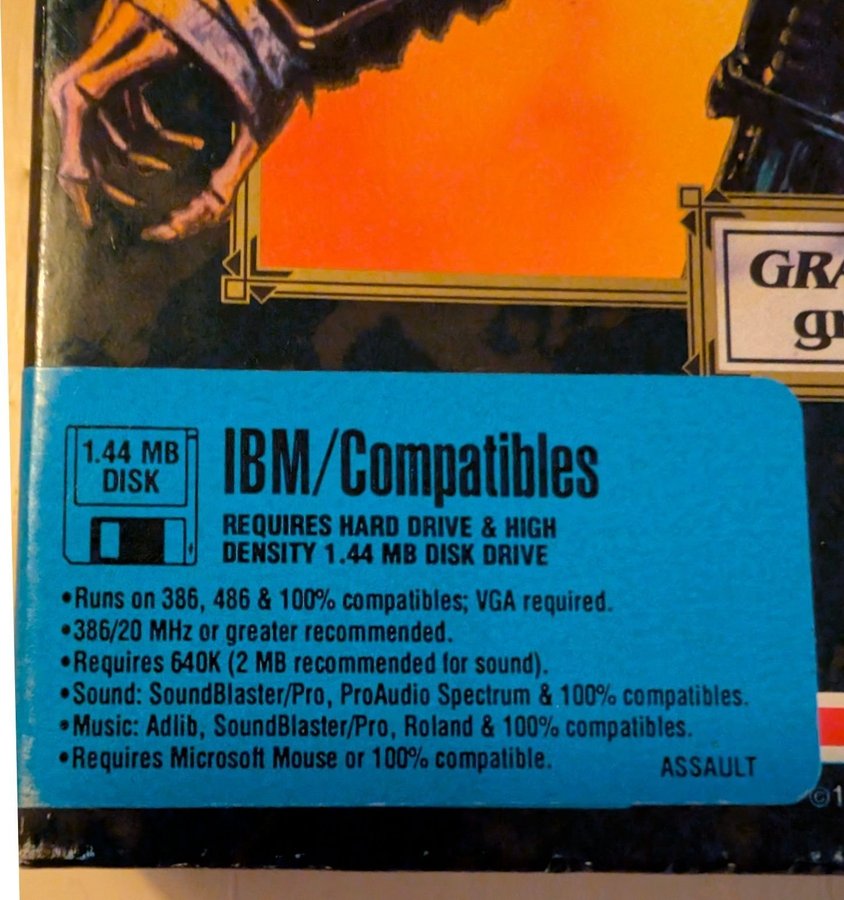 GRA
gr
1.44 MB
DISK
IBM/Compatibles
REQUIRES HARD DRIVE & HIGH
DENSITY 1.44 MB DISK DRIVE
•Runs on 386, 486 & 100% compatibles; VGA required.
•386/20 MHz or greater recommended.
•Requires 640K (2 MB recommended for sound).
•Sound: SoundBlaster/Pro, ProAudio Spectrum & 100% compatibles.
•Music: Adlib, SoundBlaster/Pro, Roland & 100% compatibles.
•Requires Microsoft Mouse or 100% compatible.
ASSAULT
©1